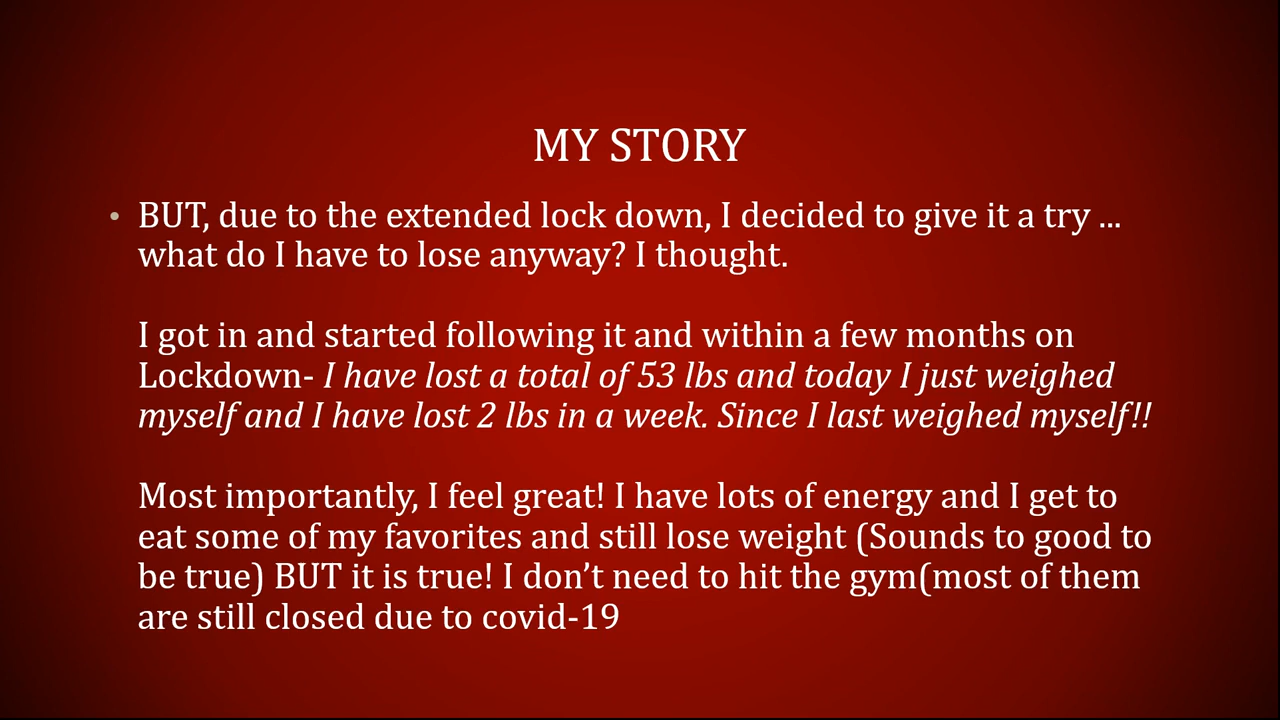 MY STORY
• BUT, due to the extended lock down, I decided to give it a try ...
what do I have to lose anyway? I thought.
I got in and started following it and within a few months on
Lockdown- I have lost a total of 53 lbs and today I just weighed
myself and I have lost 2 lbs in a week. Since I last weighed myself!!
Most importantly, I feel great! I have lots of energy and I get to
eat some of my favorites and still lose weight (Sounds to good to
be true) BUT it is true! I don’t need to hit the gym(most of them
are still closed due to covid-19